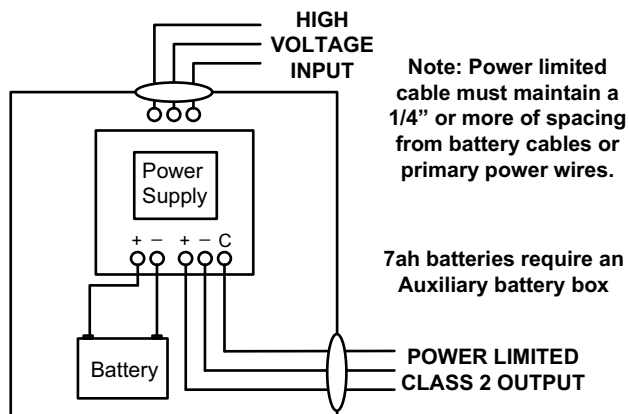 HIGH
VOLTAGE
INPUT
Note: Power limited
cable must maintain a
1/4” or more of spacing
from battery cables or
primary power wires.
Power
Supply
+ − + − C
7ah batteries require an
Auxiliary battery box
Battery
POWER LIMITED
CLASS 2 OUTPUT